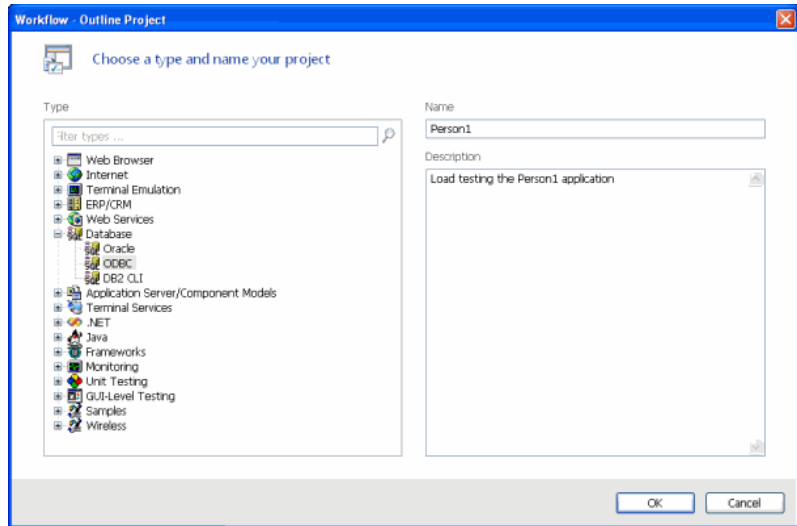 Workflow - Outline Project
Choose a type and name your project
Type
Filter types ...
Web Browser
Internet
Terminal Emulation
ERP/CRM
Web Services
Database
Oracle
ODBC
DB2 CLI
Application Server/Component Models
Terminal Services
.NET
Java
Frameworks
Monitoring
Unit Testing
GUI-Level Testing
Samples
Wireless
Name
Person1
Description
Load testing the Person1 application
OK
Cancel